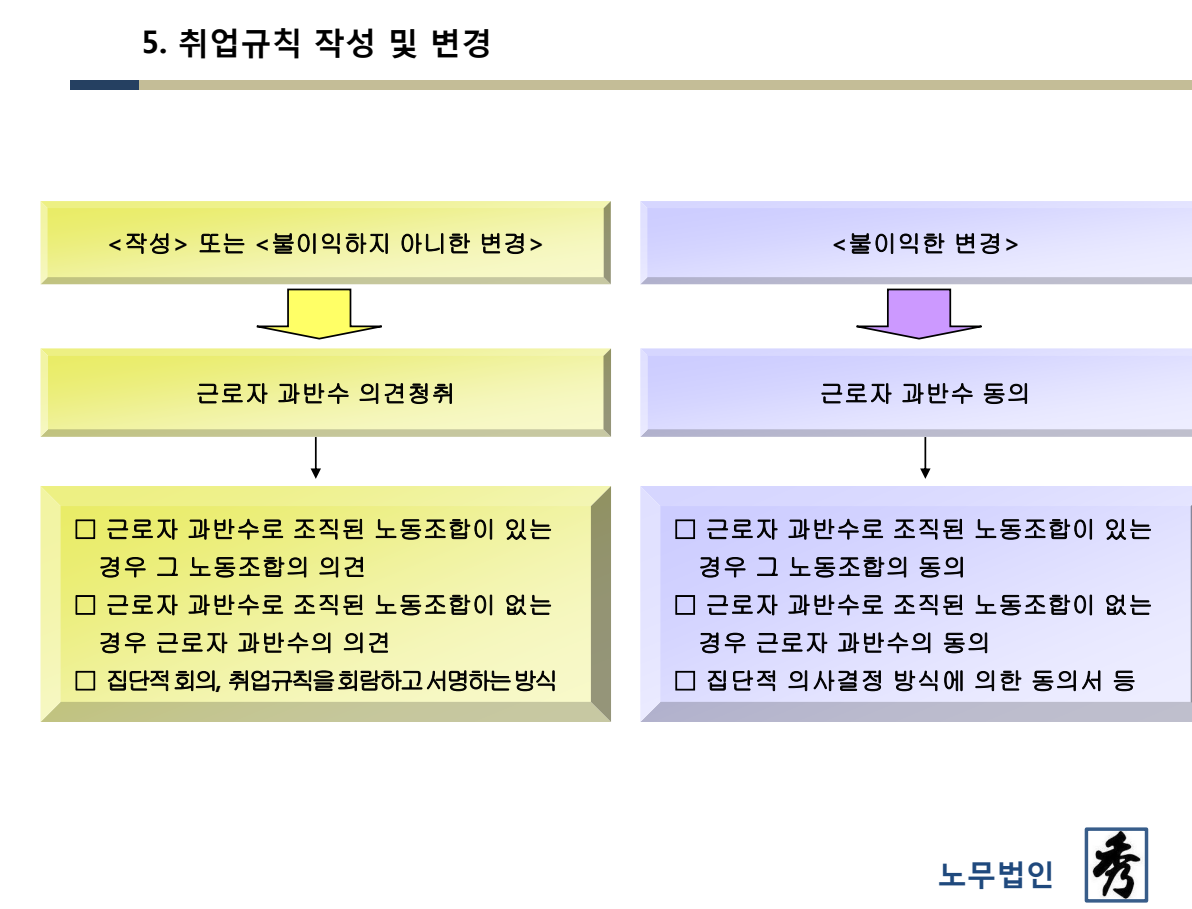 5. 취업규칙 작성 및 변경
<작성> 또는 <불이익하지 아니한 변경>
근로자 과반수 의견청취
□ 근로자 과반수로 조직된 노동조합이 있는
경우 그 노동조합의 의견
□ 근로자 과반수로 조직된 노동조합이 없는
경우 근로자 과반수의 의견
□ 집단적 회의, 취업규칙을 회람하고 서명하는 방식
<불이익한 변경>
근로자 과반수 동의
□ 근로자 과반수로 조직된 노동조합이 있는
경우 그 노동조합의 동의
□ 근로자 과반수로 조직된 노동조합이 없는
경우 근로자 과반수의 동의
□ 집단적 의사결정 방식에 의한 동의서 등
노무법인 秀